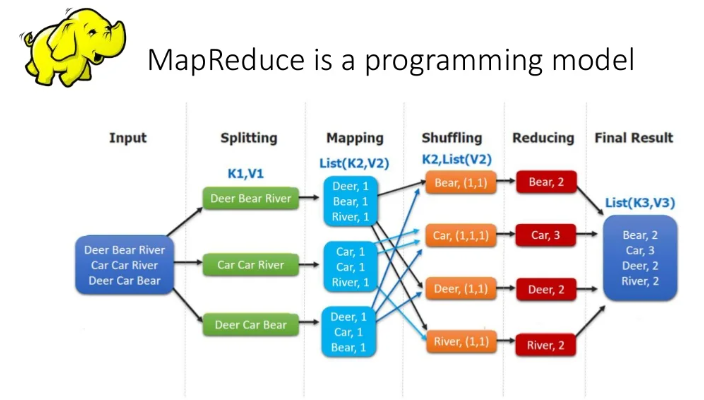 MapReduce is a programming model
Input
Splitting
Mapping
Shuffling
Reducing
Final Result
K1,V1
List(K2,V2)
K2,List(V2)
List(K3,V3)
Deer Bear River
Car Car River
Deer Car Bear
Deer Bear River
Car Car River
Deer Car Bear
Deer, 1
Bear, 1
River, 1
Car, 1
Car, 1
River, 1
Deer, 1
Car, 1
Bear, 1
Bear, (1,1)
Car, (1,1,1)
Deer, (1,1)
River, (1,1)
Bear, 2
Car, 3
Deer, 2
River, 2
Bear, 2
Car, 3
Deer, 2
River, 2